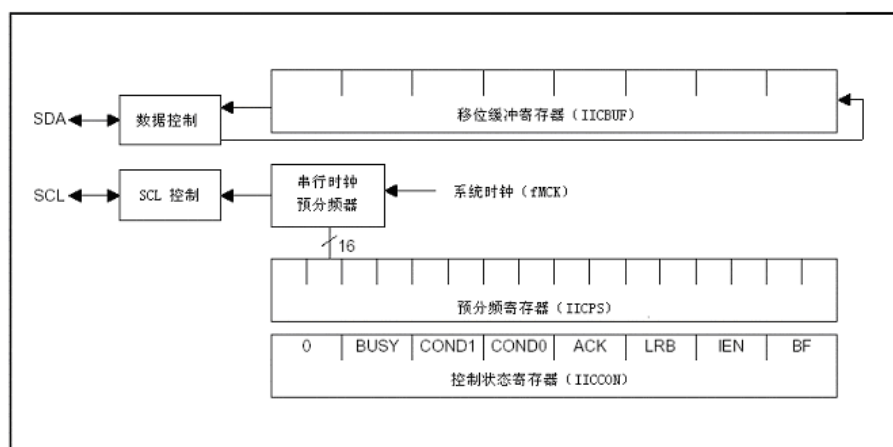 移位缓冲寄存器（IICBUF）
SDA 数据控制
SCL SCL 控制
串行时钟
预分频器
系统时钟（fMCK）
16
预分频寄存器（IICPS）
0 BUSY COND1 COND0 ACK LRB IEN BF
控制状态寄存器（IICCON）